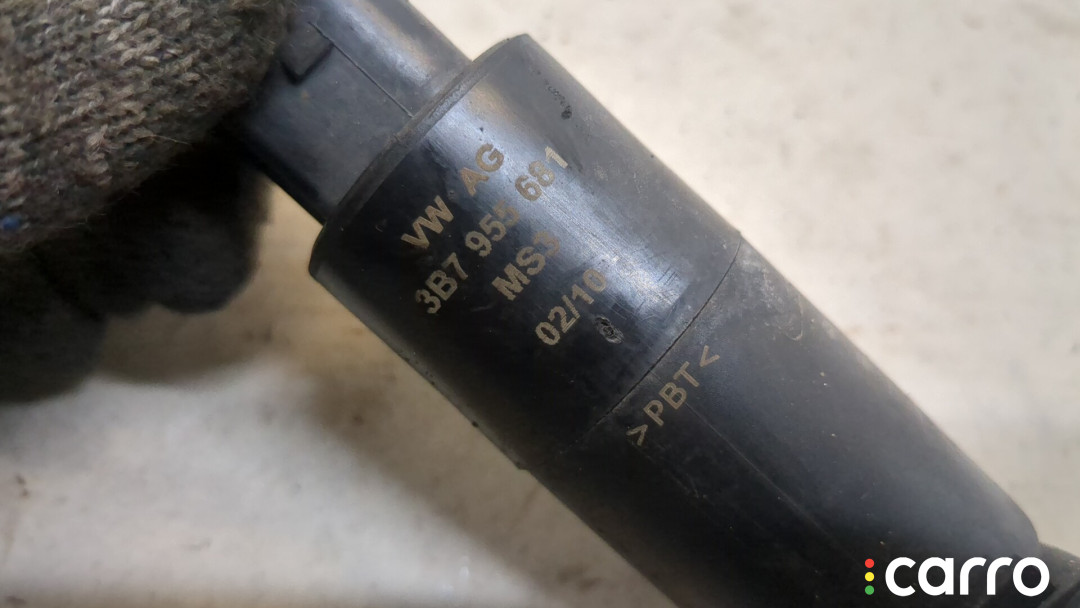 VW AG
3B7 955 681
MS3
02/10
>PBT<
carro